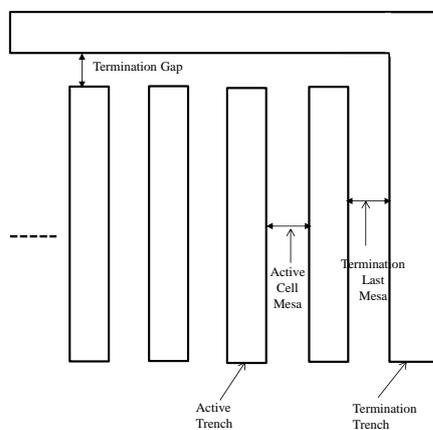 Termination Gap
Active
Cell
Mesa
Termination
Last
Mesa
Active
Trench
Termination
Trench